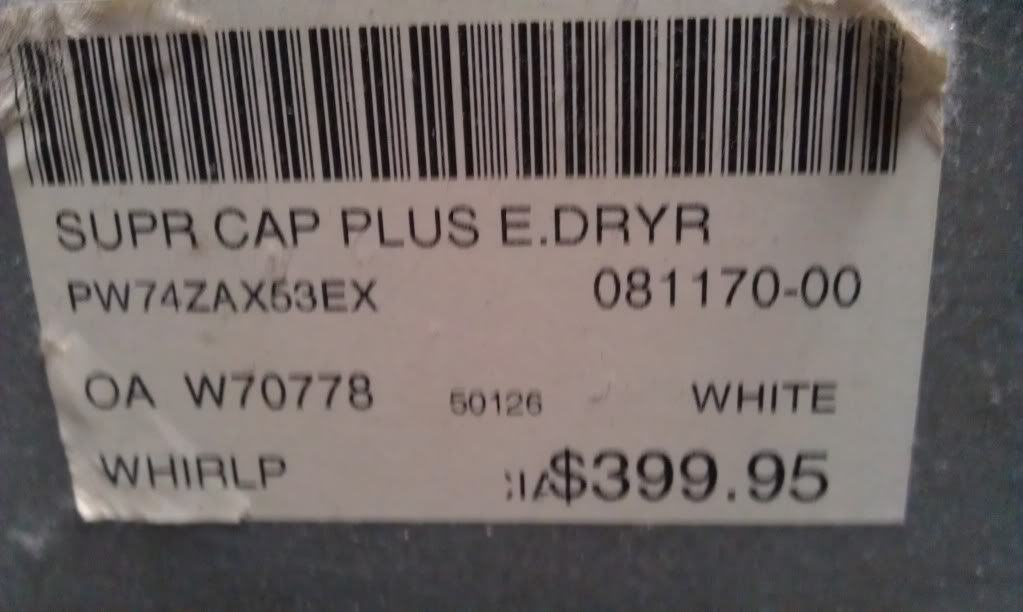 SUPR CAP PLUS E.DRYR
PW74ZAX53EX 081170-00
OA W70778 50126 WHITE
WHIRLP $399.95